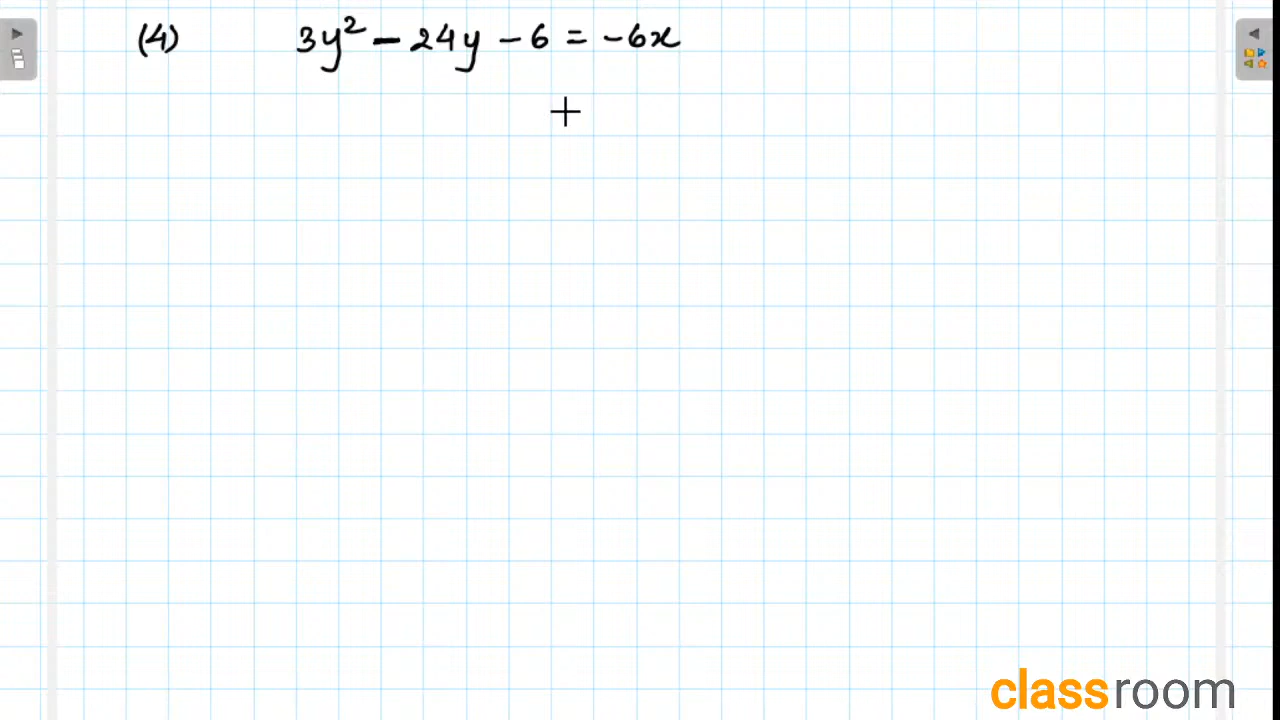 (4) 3y² - 24y - 6 = -6x
classroom